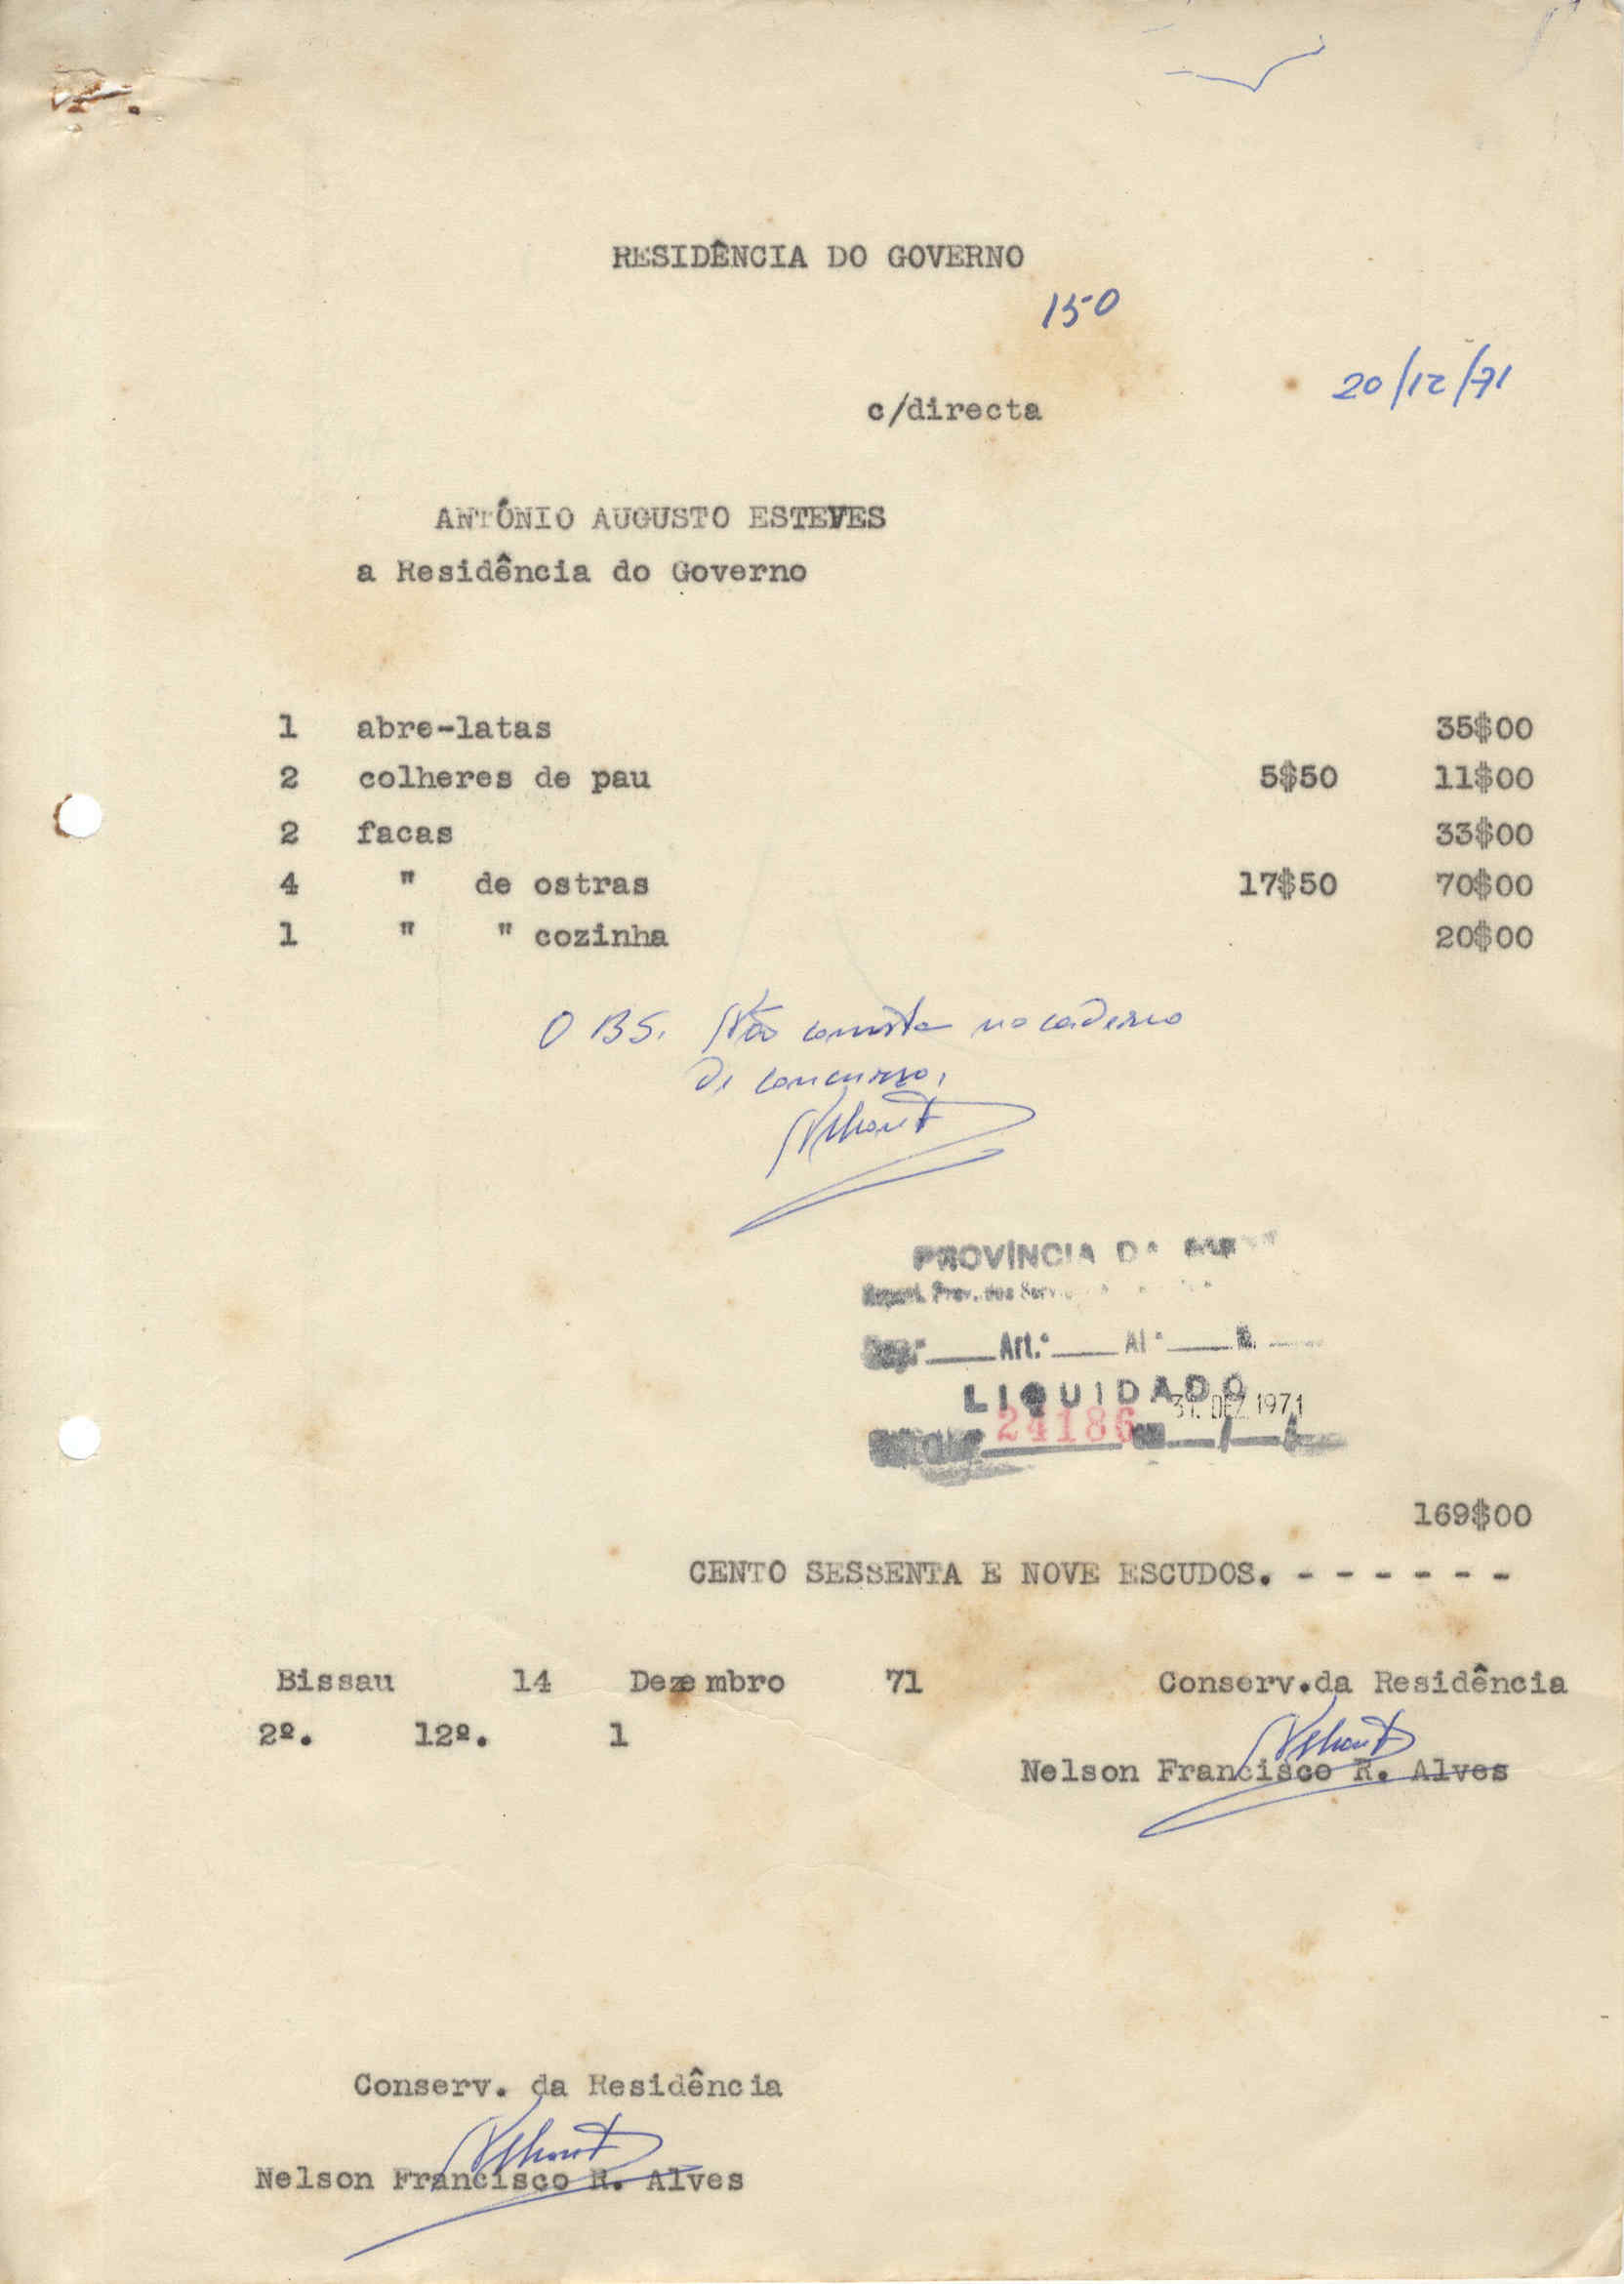 RESIDÊNCIA DO GOVERNO
150
20/12/71
c/directa
ANTÓNIO AUGUSTO ESTEVES
a Residência do Governo
1 abre-latas 35$00
2 colheres de pau 5$50 11$00
2 facas 33$00
4 " de ostras 17$50 70$00
1 " " cozinha 20$00
OBS. Não consta no caderno
de concurso.
PROVÍNCIA DA
Prov. dos
Art.º Al.ª
LIQUIDADO
24186 31. DEZ. 1971
169$00
CENTO SESSENTA E NOVE ESCUDOS. - - - - - -
Bissau 14 Dezembro 71 Conserv.da Residência
2º. 12º. 1
Nelson Francisco R. Alves
Conserv. da Residência
Nelson Francisco R. Alves